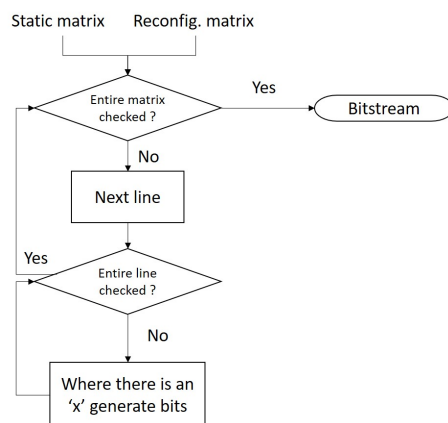 Static matrix
Reconfig. matrix
Entire matrix
checked ?
Yes
Bitstream
No
Next line
Yes
Entire line
checked ?
No
Where there is an
‘x’ generate bits